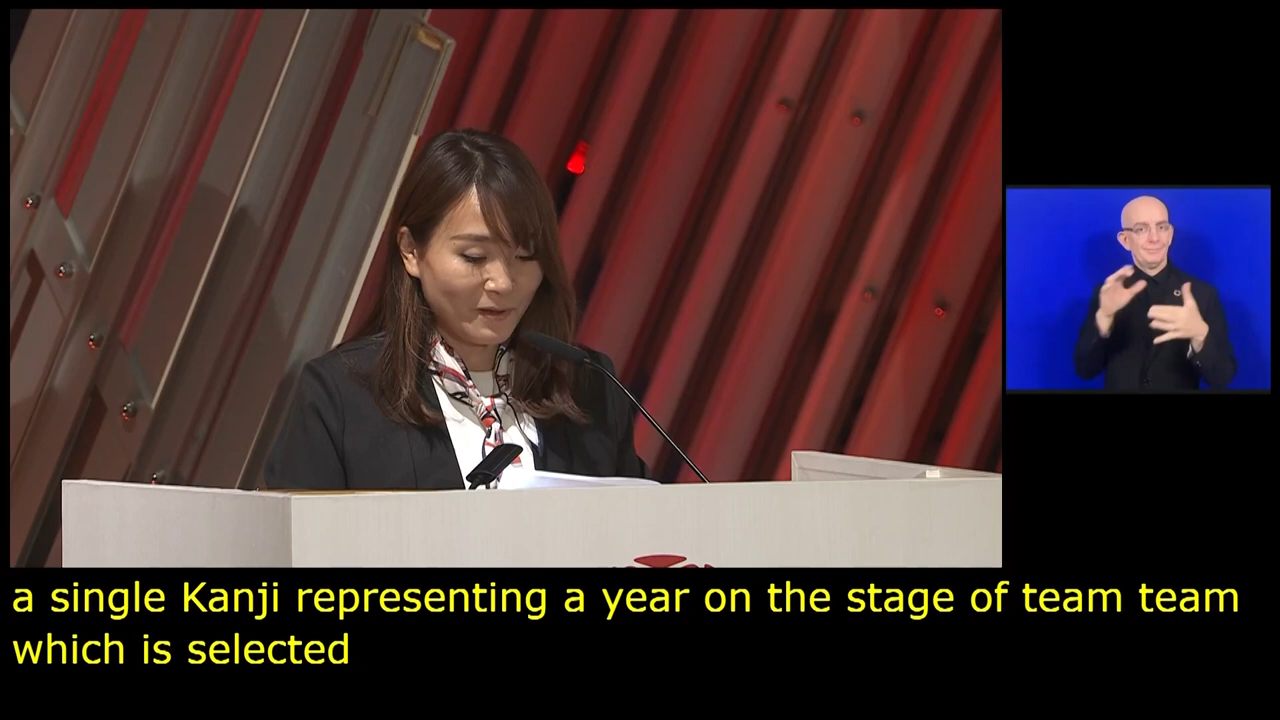 a single Kanji representing a year on the stage of team team
which is selected